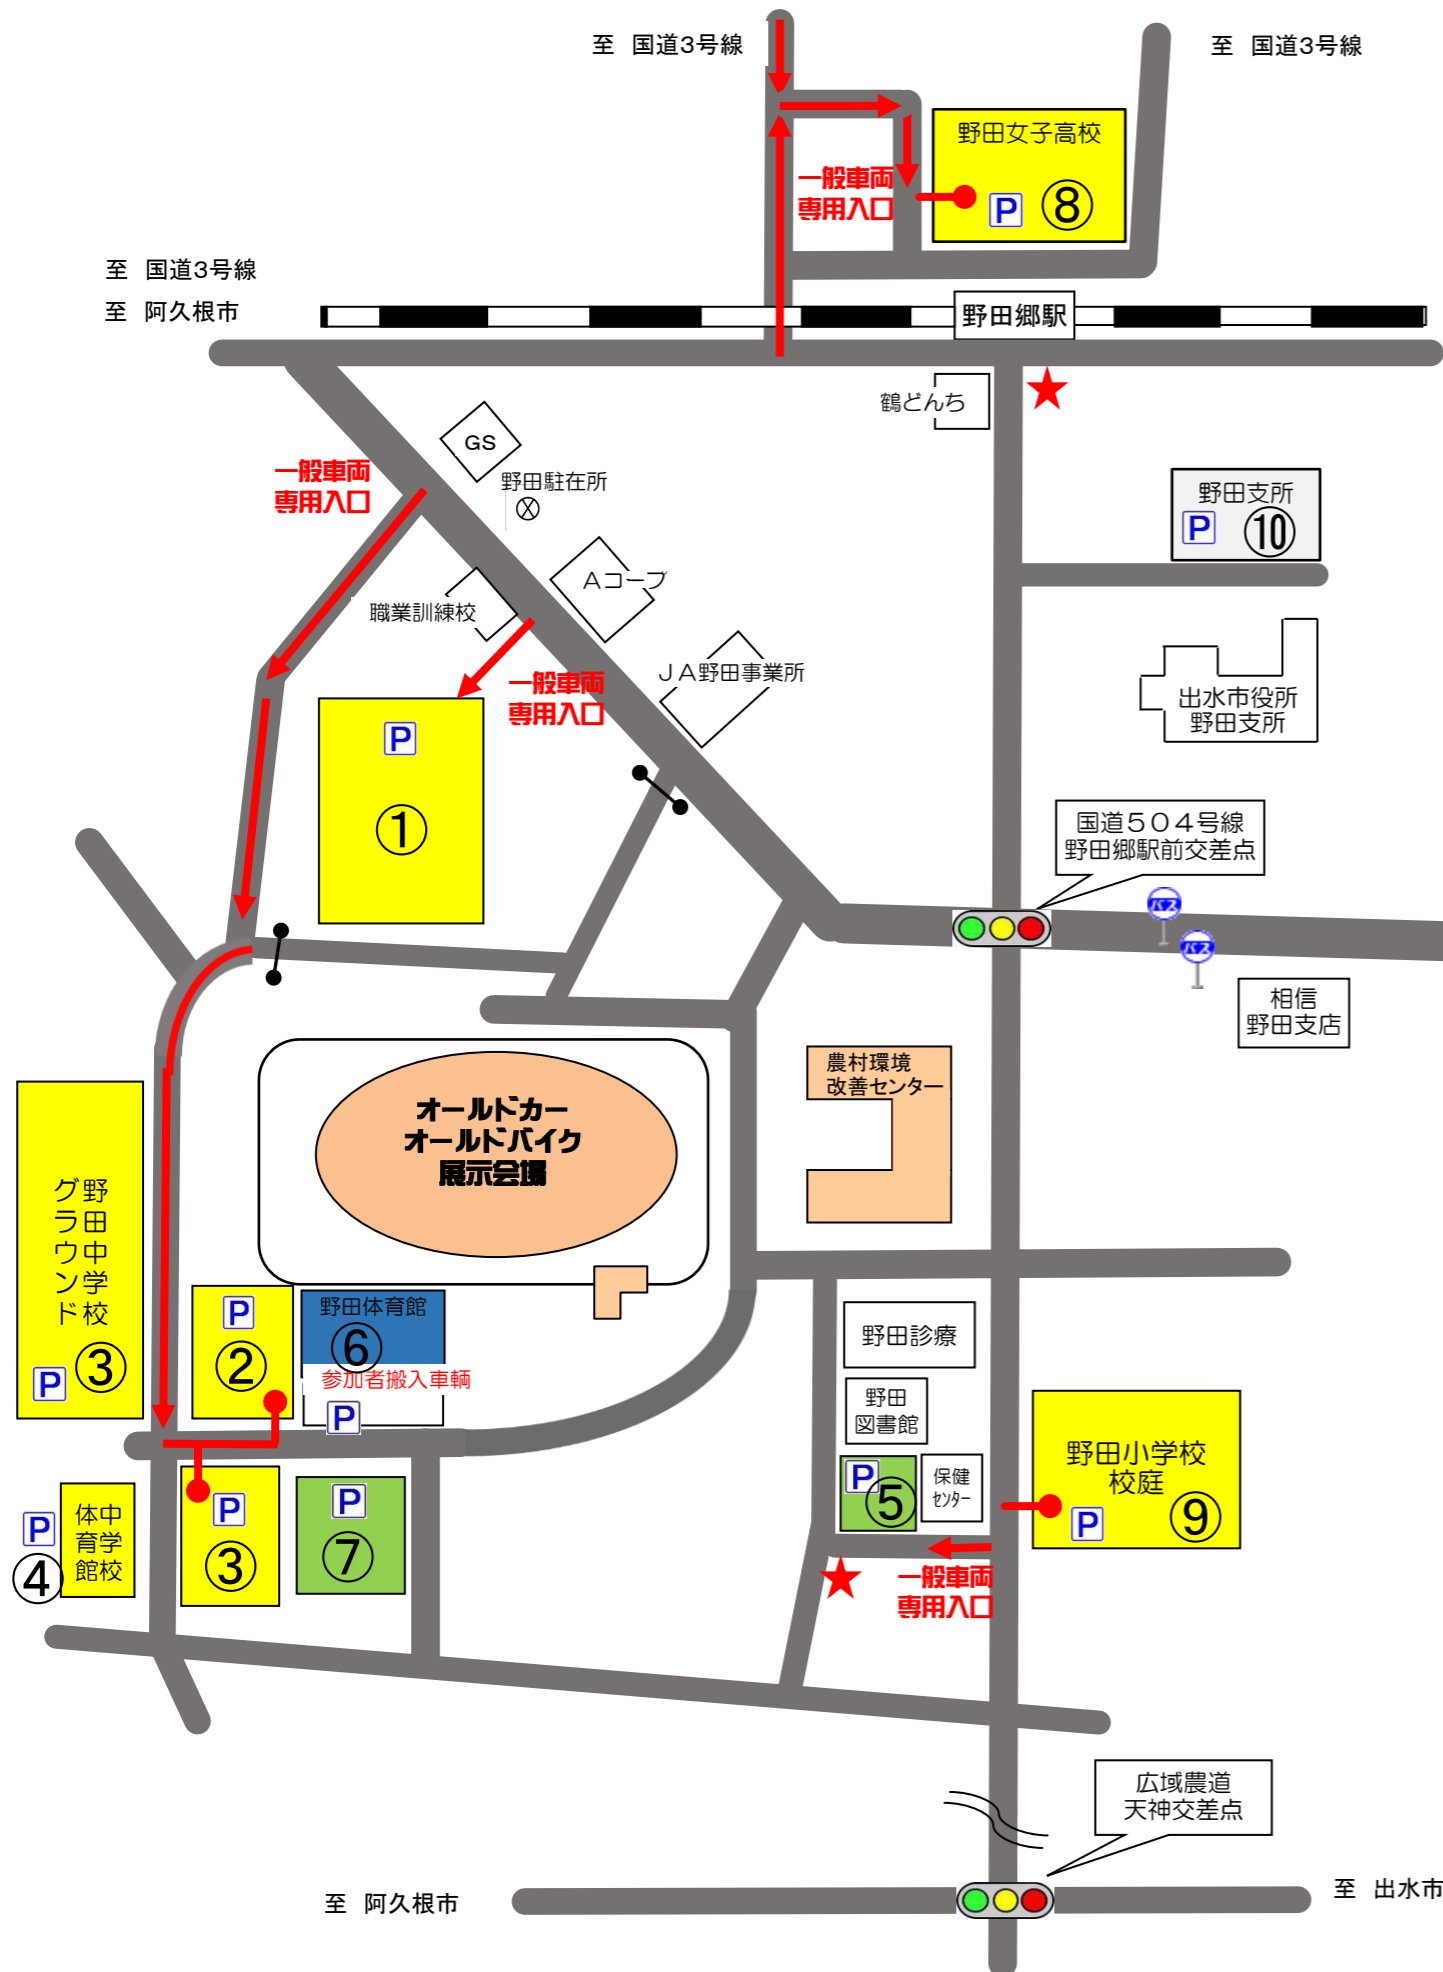 至 国道3号線
至 国道3号線
野田女子高校
P ⑧
一般車両
専用入口
至 国道3号線
至 阿久根市
野田郷駅
鶴どんち
GS
一般車両
専用入口
野田駐在所
野田支所
P ⑩
Aコープ
職業訓練校
JA野田事業所
一般車両
専用入口
出水市役所
野田支所
P
①
国道504号線
野田郷駅前交差点
バス
バス
相信
野田支店
農村環境
改善センター
オールドカー
オールドバイク
展示会場
野田中学校
グラウンド
P ③
P
②
野田体育館
⑥
参加者搬入車輌
P
野田診療
野田
図書館
P
⑤
保健
センター
野田小学校
校庭
P ⑨
中学校
体育館
P
④
P
③
P
⑦
一般車両
専用入口
広域農道
天神交差点
至 阿久根市
至 出水市